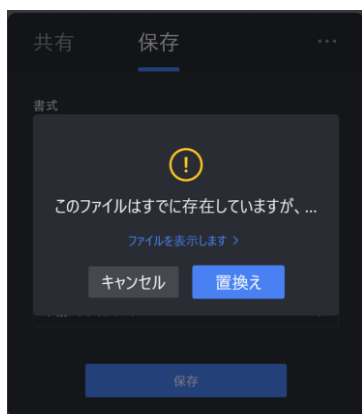 共有 保存 ...
書式
このファイルはすでに存在していますが、...
ファイルを表示します >
キャンセル 置換え
保存